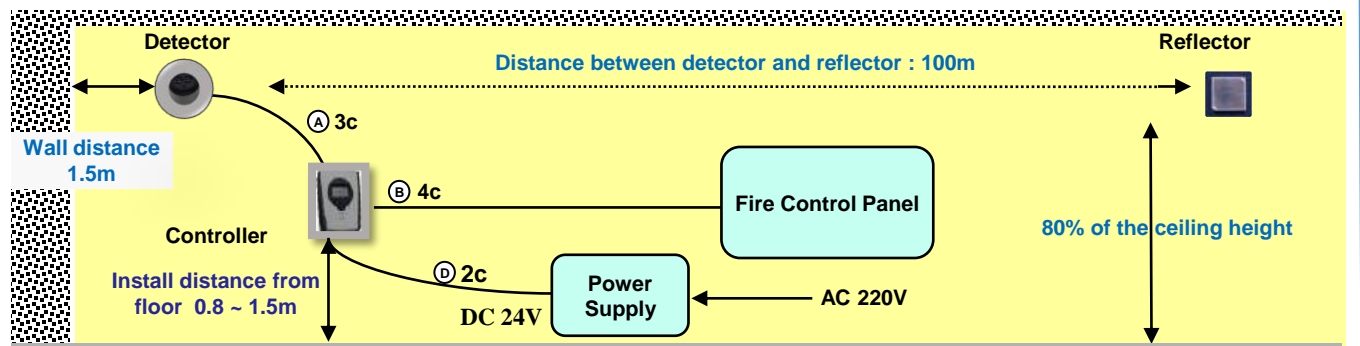 Detector
Reflector
Distance between detector and reflector : 100m
Ⓐ 3c
Wall distance
1.5m
Ⓑ 4c
Fire Control Panel
Controller
80% of the ceiling height
Install distance from
floor 0.8 ~ 1.5m
Ⓓ 2c
DC 24V
Power
Supply
AC 220V